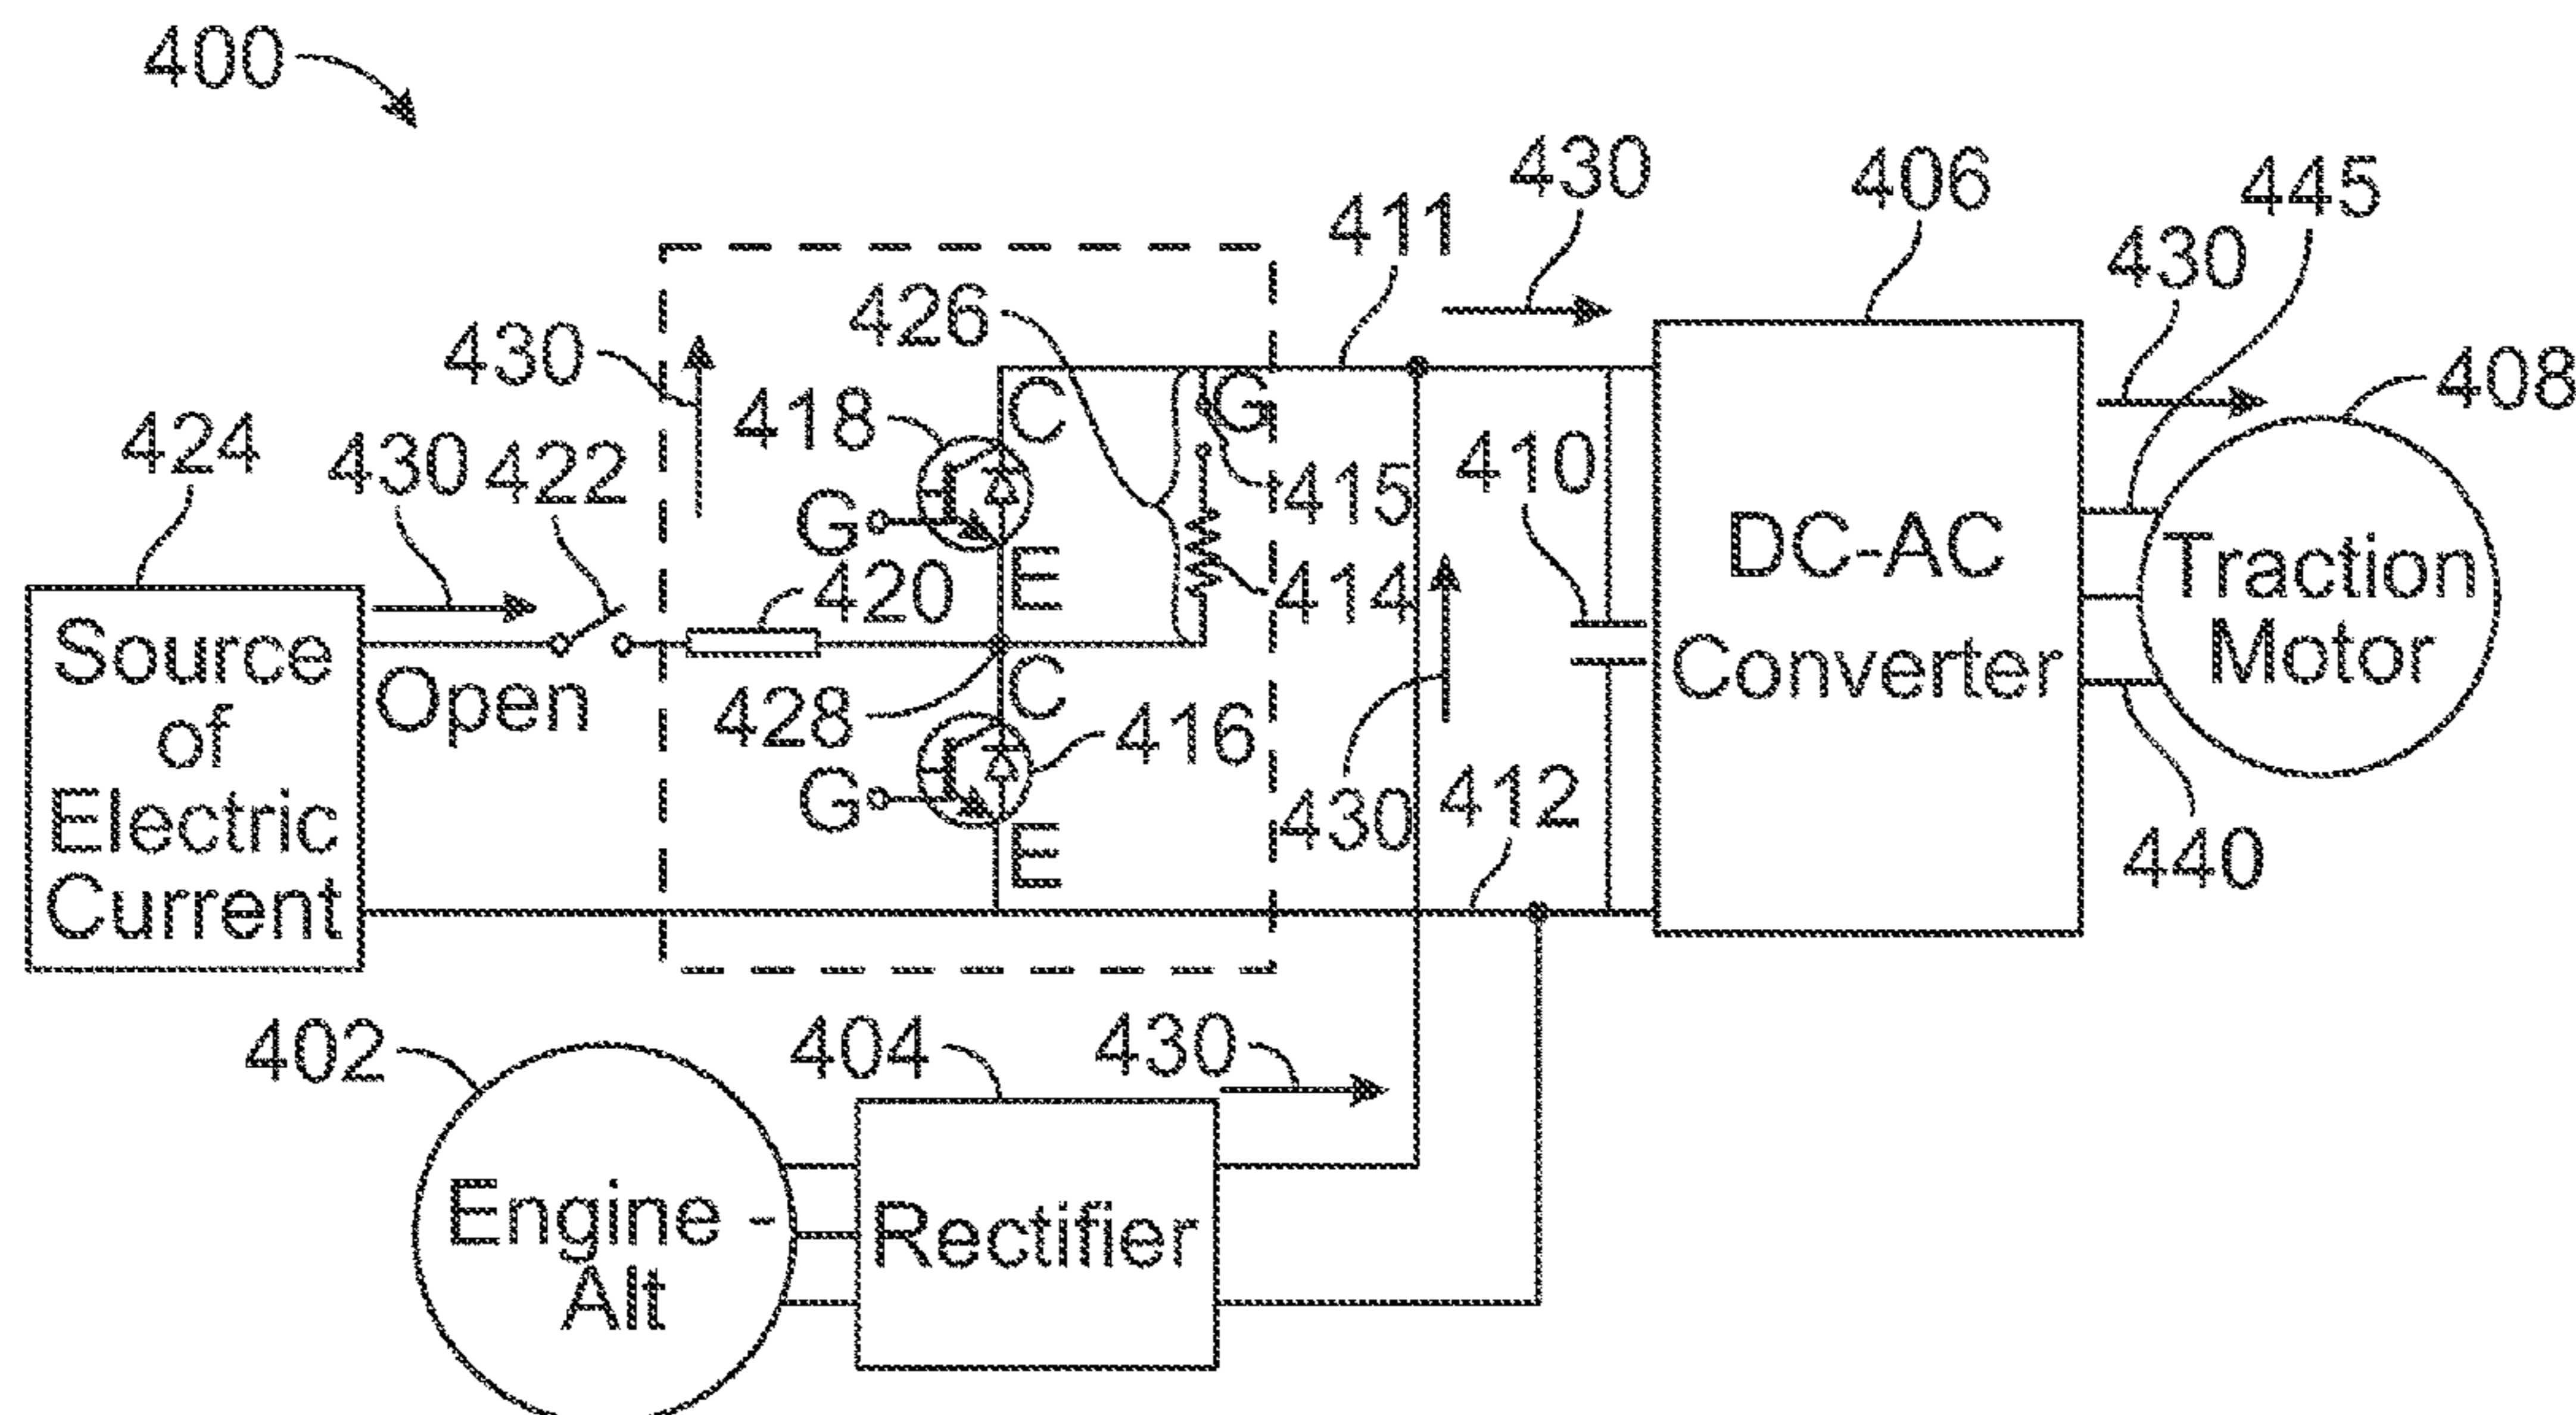 400
430
406
445
411
430
426
430
408
418
C
G
424
430
422
410
415
G
DC-AC
E
420
414
Traction
Source
Motor
Open
Converter
of
428
C
416
G
412
Electric
430
E
440
Current
402
404
430
Engine -
Rectifier
Alt